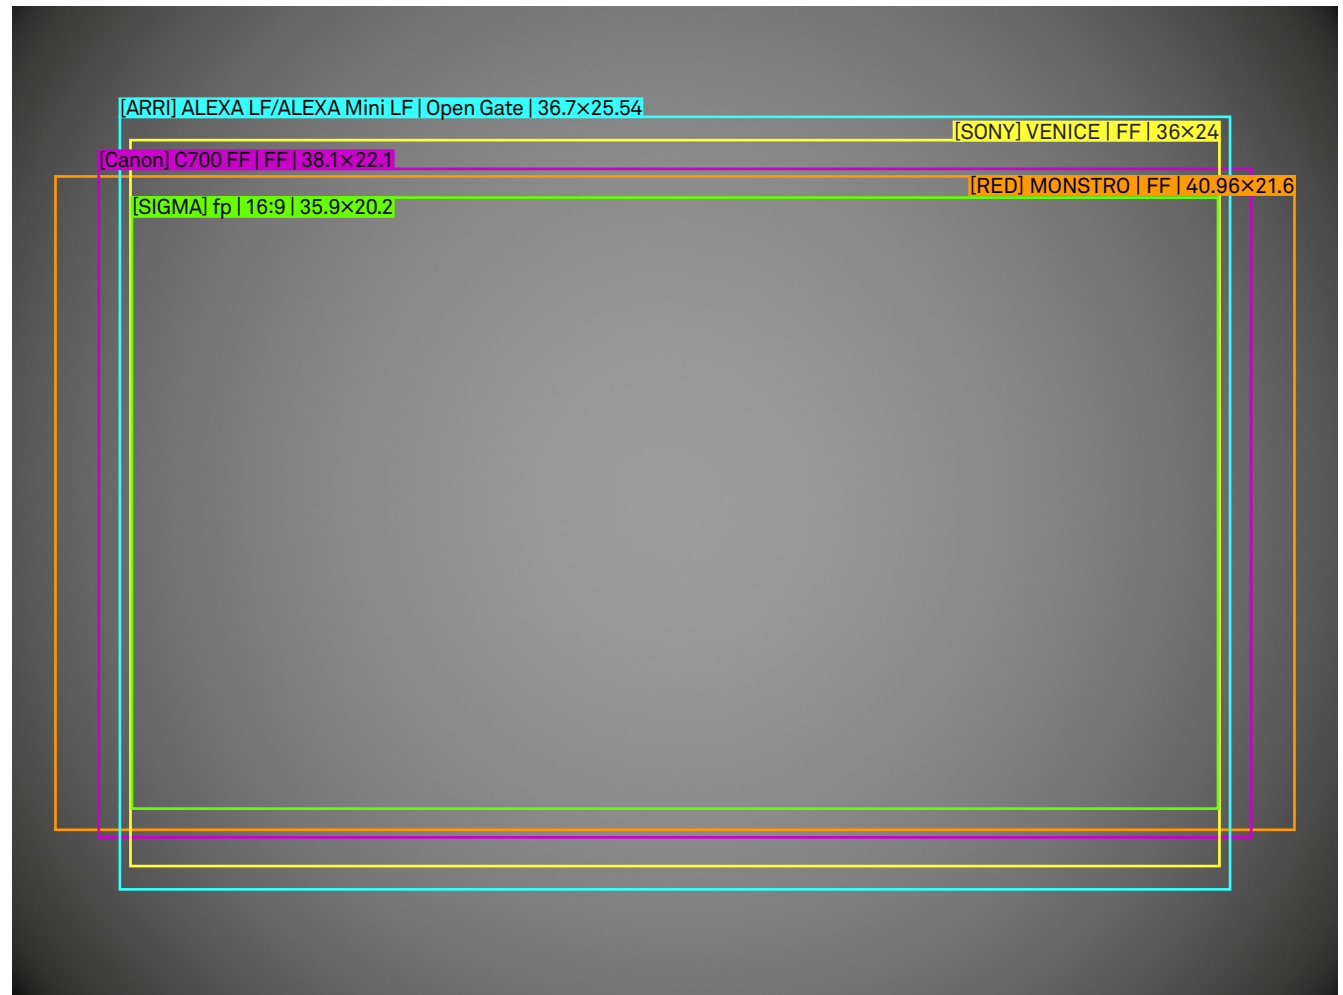 [ARRI] ALEXA LF/ALEXA Mini LF | Open Gate | 36.7×25.54
[SONY] VENICE | FF | 36×24
[Canon] C700 FF | FF | 38.1×22.1
[RED] MONSTRO | FF | 40.96×21.6
[SIGMA] fp | 16:9 | 35.9×20.2